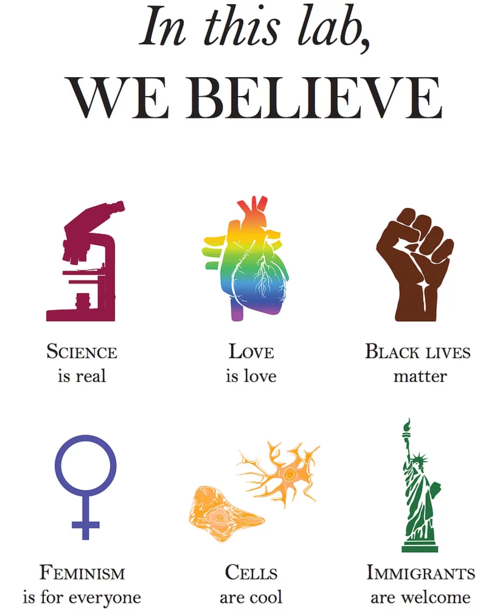 In this lab,
WE BELIEVE
SCIENCE
is real
LOVE
is love
BLACK LIVES
matter
FEMINISM
is for everyone
CELLS
are cool
IMMIGRANTS
are welcome